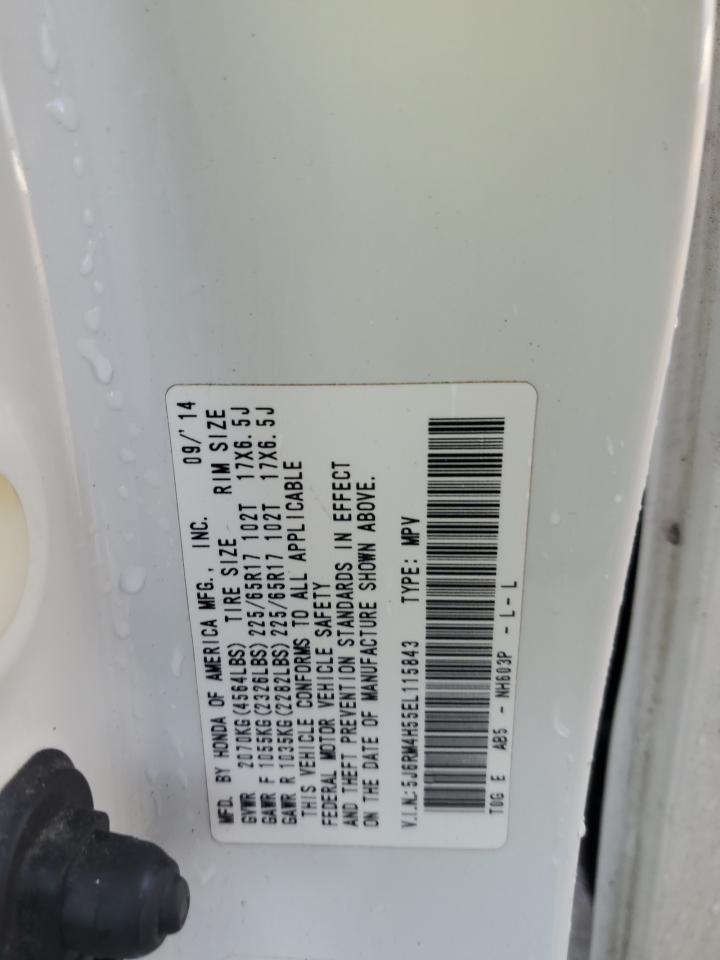 MFD. BY HONDA OF AMERICA MFG., INC. 09/'14
GVWR 2070KG(4564LBS) TIRE SIZE RIM SIZE
GAWR F 1055KG(2326LBS) 225/65R17 102T 17X6.5J
GAWR R 1035KG(2282LBS) 225/65R17 102T 17X6.5J
THIS VEHICLE CONFORMS TO ALL APPLICABLE
FEDERAL MOTOR VEHICLE SAFETY
AND THEFT PREVENTION STANDARDS IN EFFECT
ON THE DATE OF MANUFACTURE SHOWN ABOVE.
V.I.N:5J6RM4H55EL115843 TYPE: MPV
T0G E AB5 - NH603P - L- L